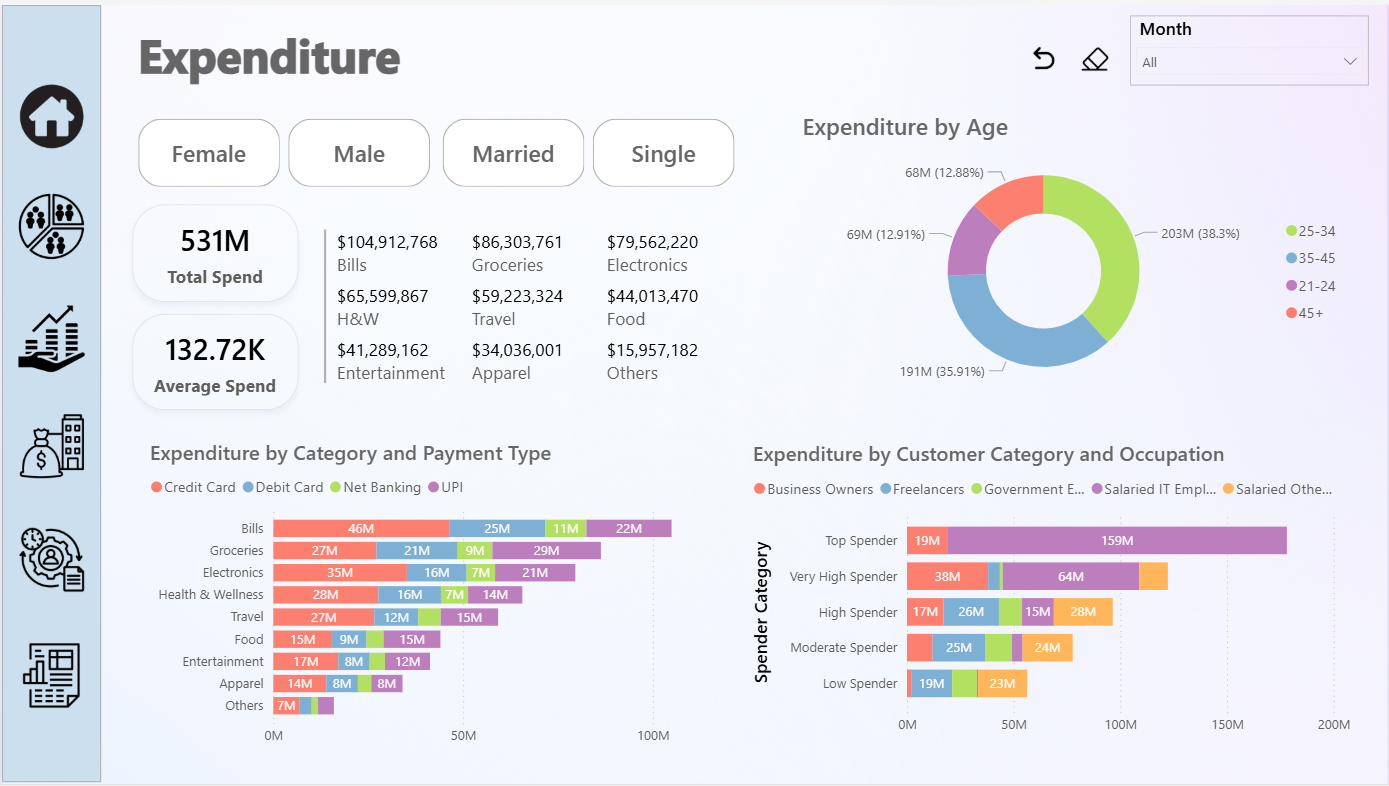 Expenditure
Month
All
Female
Male
Married
Single
531M
Total Spend
132.72K
Average Spend
$104,912,768 $86,303,761 $79,562,220
Bills Groceries Electronics
$65,599,867 $59,223,324 $44,013,470
H&W Travel Food
$41,289,162 $34,036,001 $15,957,182
Entertainment Apparel Others
Expenditure by Age
68M (12.88%)
69M (12.91%)
203M (38.3%)
191M (35.91%)
25-34
35-45
21-24
45+
Expenditure by Category and Payment Type
Credit Card Debit Card Net Banking UPI
Bills 46M 25M 11M 22M
Groceries 27M 21M 9M 29M
Electronics 35M 16M 7M 21M
Health & Wellness 28M 16M 7M 14M
Travel 27M 12M 15M
Food 15M 9M 15M
Entertainment 17M 8M 12M
Apparel 14M 8M 8M
Others 7M
0M 50M 100M
Expenditure by Customer Category and Occupation
Business Owners Freelancers Government E... Salaried IT Empl... Salaried Othe...
Spender Category
Top Spender 19M 159M
Very High Spender 38M 64M
High Spender 17M 26M 15M 28M
Moderate Spender 25M 24M
Low Spender 19M 23M
0M 50M 100M 150M 200M